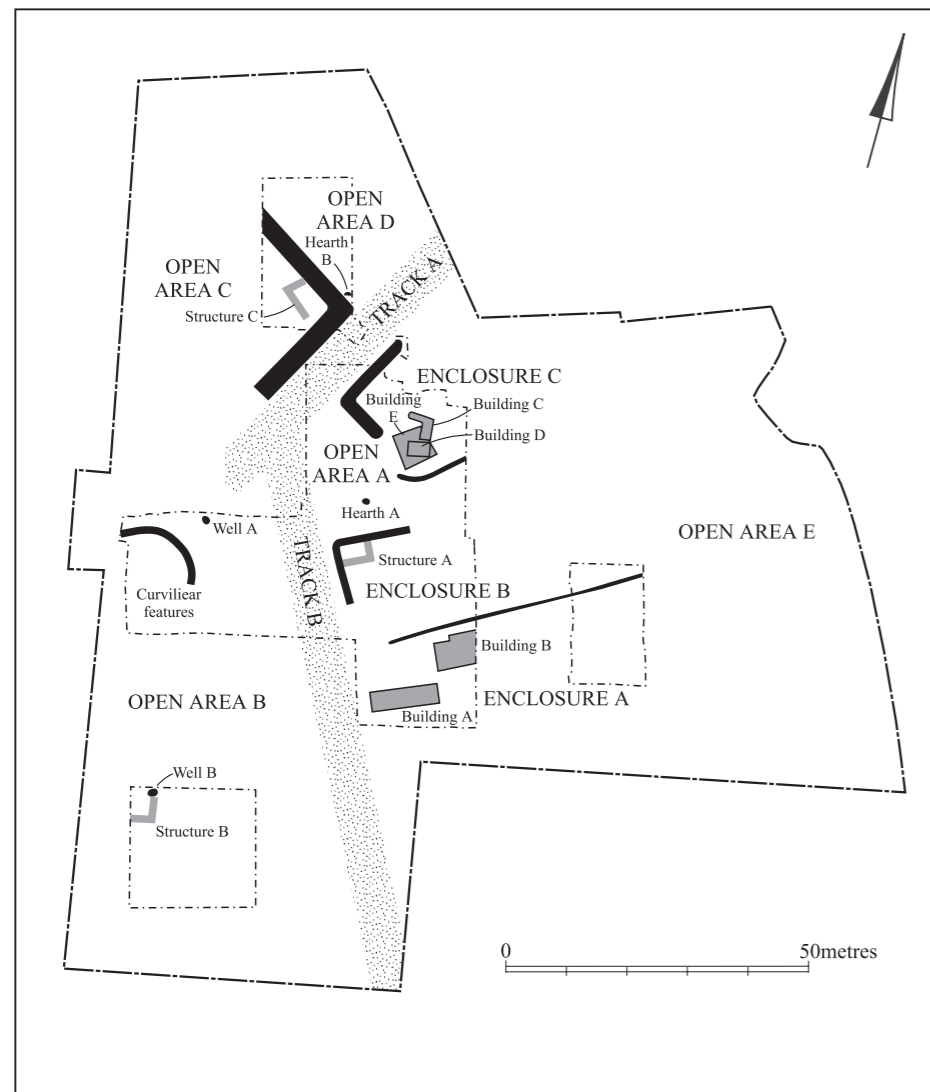 OPEN
AREA D
Hearth
B
OPEN
AREA C
TRACK A
Structure C
ENCLOSURE C
Building
E
Building C
Building D
OPEN
AREA A
Hearth A
Well A
TRACK B
Structure A
OPEN AREA E
Curviliear
features
ENCLOSURE B
Building B
OPEN AREA B
ENCLOSURE A
Building A
Well B
Structure B
0
50metres